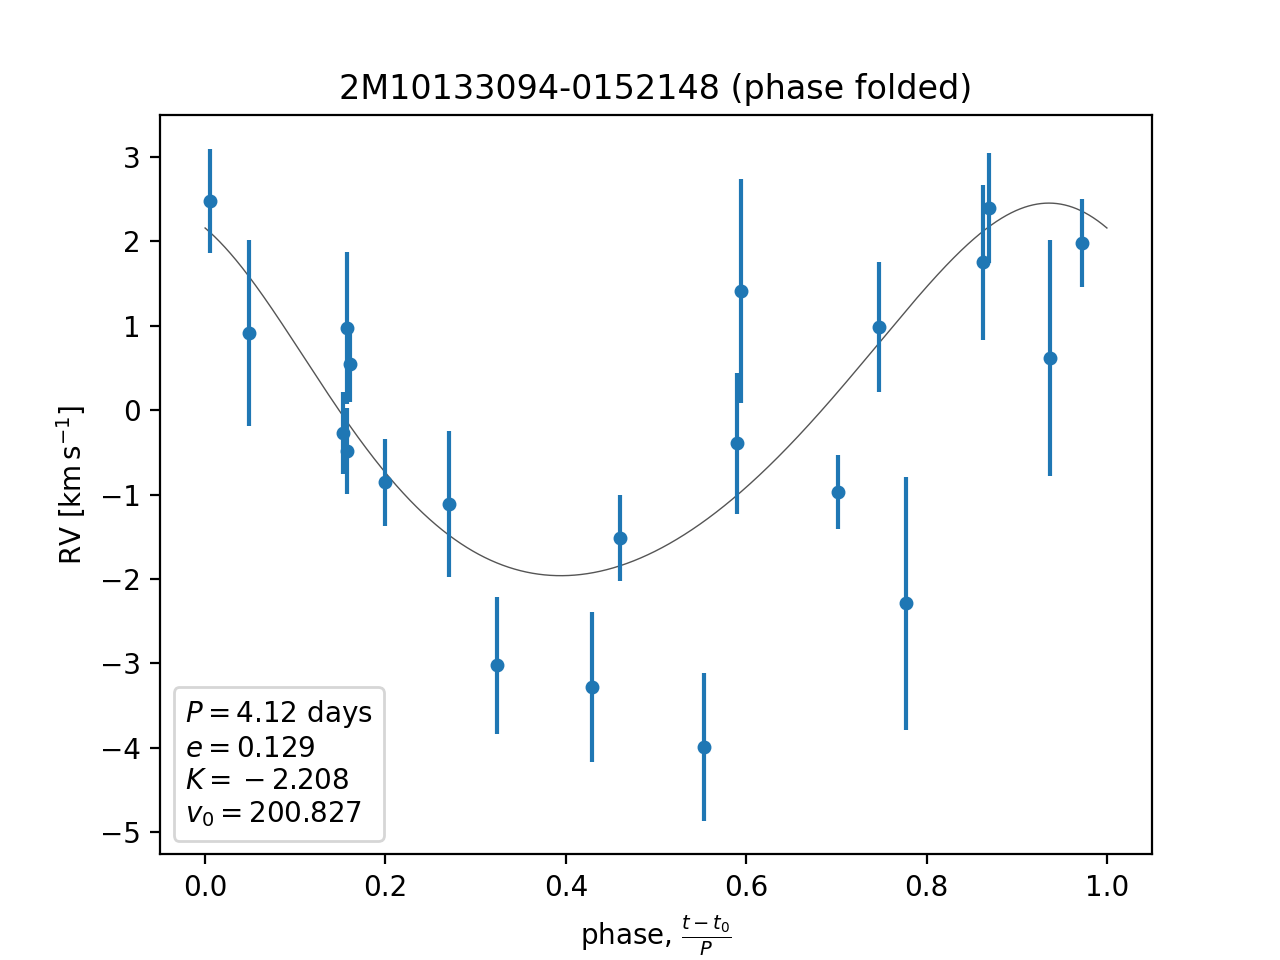 2M10133094-0152148 (phase folded)
3
2
1
0
−1
−2
−3
−4
−5
RV [km s⁻¹]
P = 4.12 days
e = 0.129
K = −2.208
v₀ = 200.827
0.0 0.2 0.4 0.6 0.8 1.0
phase, (t − t₀)/P